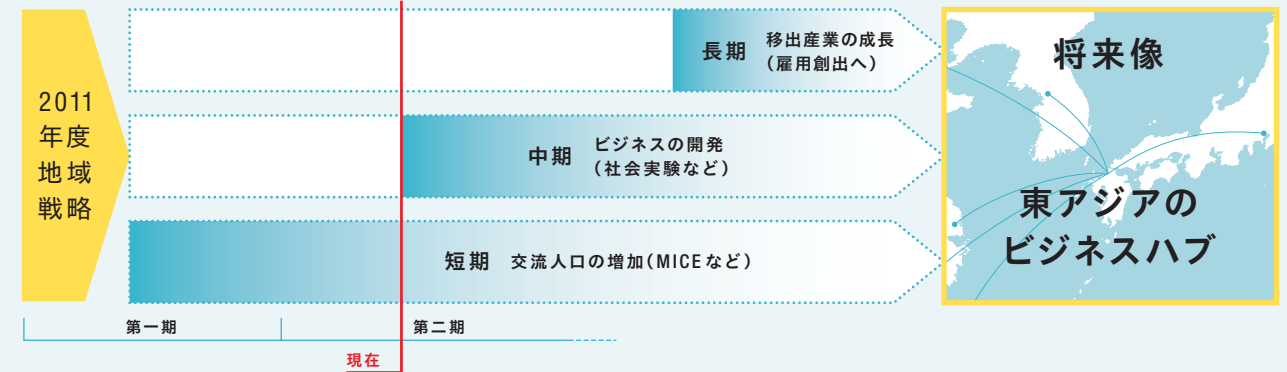 2011
年度
地域
戦略
長期
移出産業の成長
（雇用創出へ）
中期
ビジネスの開発
（社会実験など）
短期
交流人口の増加（MICEなど）
将来像
東アジアの
ビジネスハブ
第一期
第二期
現在